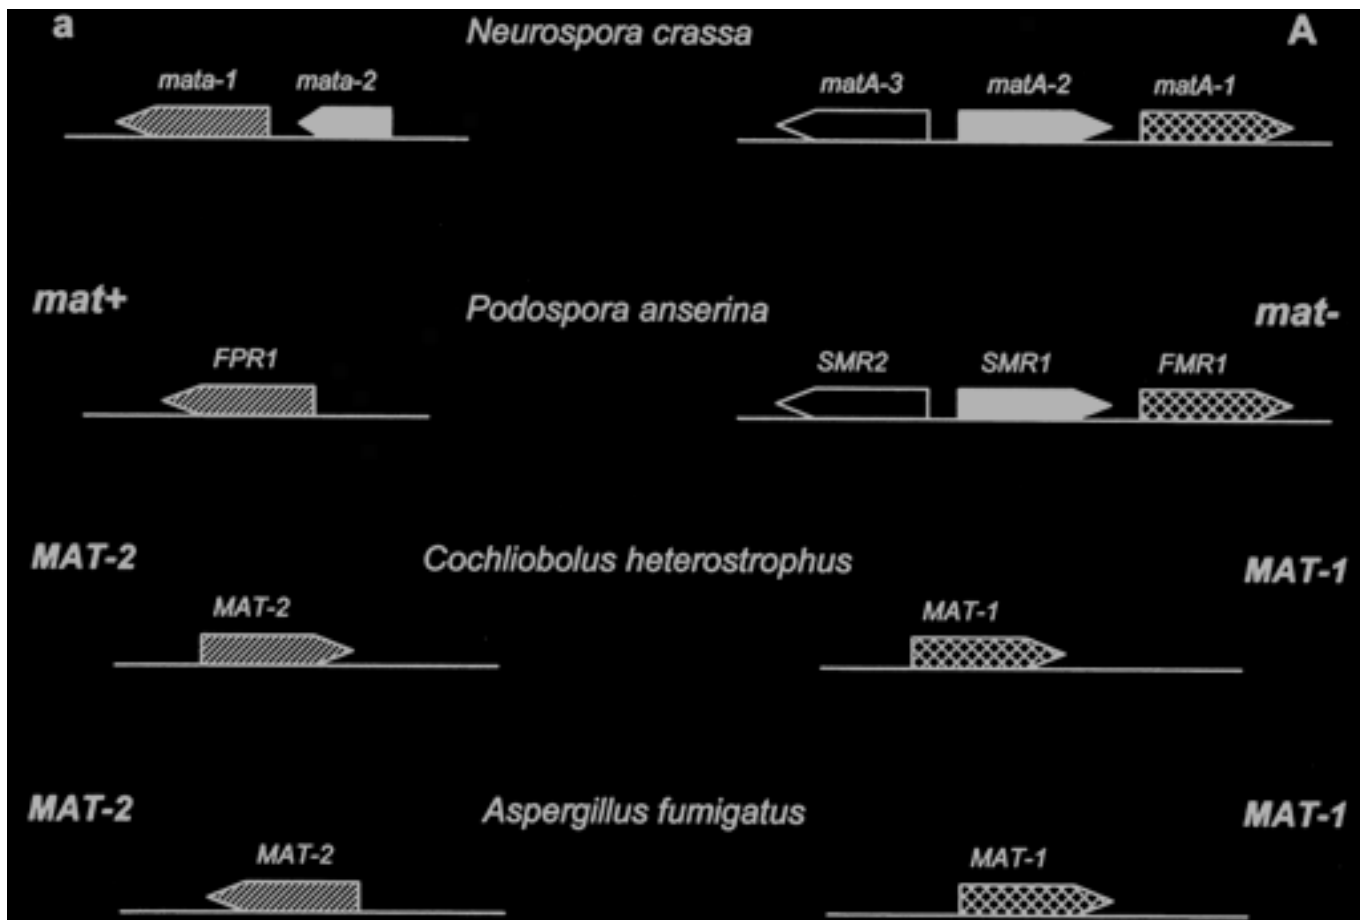 a Neurospora crassa A
mata-1 mata-2 matA-3 matA-2 matA-1
mat+ Podospora anserina mat-
FPR1 SMR2 SMR1 FMR1
MAT-2 Cochliobolus heterostrophus MAT-1
MAT-2 MAT-1
MAT-2 Aspergillus fumigatus MAT-1
MAT-2 MAT-1